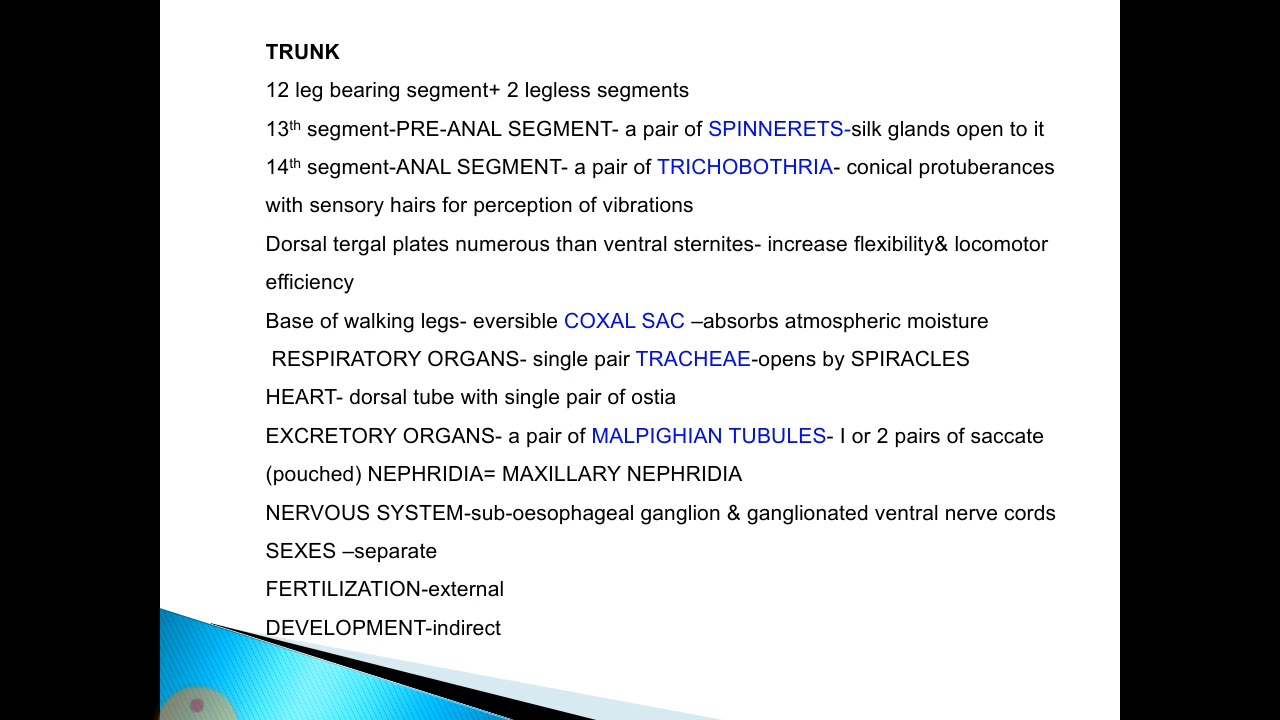 TRUNK
12 leg bearing segment+ 2 legless segments
13th segment-PRE-ANAL SEGMENT- a pair of SPINNERETS-silk glands open to it
14th segment-ANAL SEGMENT- a pair of TRICHOBOTHRIA- conical protuberances
with sensory hairs for perception of vibrations
Dorsal tergal plates numerous than ventral sternites- increase flexibility& locomotor
efficiency
Base of walking legs- eversible COXAL SAC –absorbs atmospheric moisture
RESPIRATORY ORGANS- single pair TRACHEAE-opens by SPIRACLES
HEART- dorsal tube with single pair of ostia
EXCRETORY ORGANS- a pair of MALPIGHIAN TUBULES- I or 2 pairs of saccate
(pouched) NEPHRIDIA= MAXILLARY NEPHRIDIA
NERVOUS SYSTEM-sub-oesophageal ganglion & ganglionated ventral nerve cords
SEXES –separate
FERTILIZATION-external
DEVELOPMENT-indirect